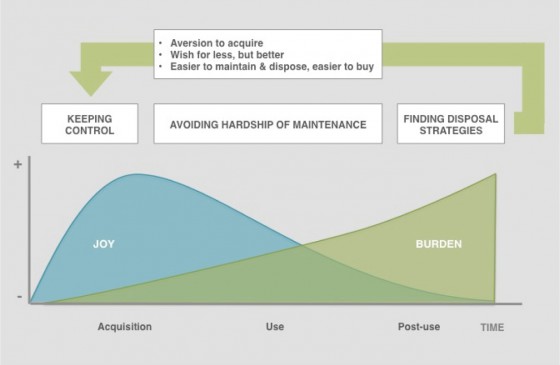 • Aversion to acquire
• Wish for less, but better
• Easier to maintain & dispose, easier to buy
KEEPING
CONTROL
AVOIDING HARDSHIP OF MAINTENANCE
FINDING DISPOSAL
STRATEGIES
+
JOY
BURDEN
-
Acquisition
Use
Post-use
TIME